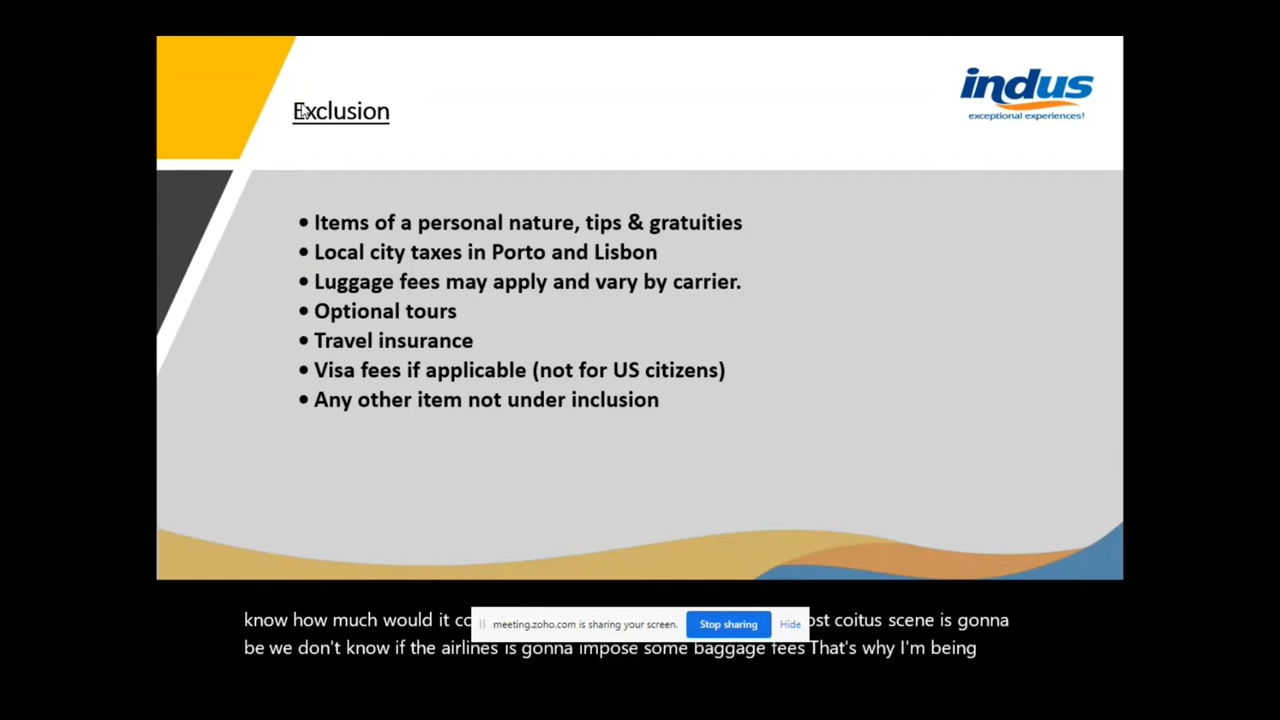 indus
exceptional experiences!
Exclusion
• Items of a personal nature, tips & gratuities
• Local city taxes in Porto and Lisbon
• Luggage fees may apply and vary by carrier.
• Optional tours
• Travel insurance
• Visa fees if applicable (not for US citizens)
• Any other item not under inclusion
know how much would it coitus scene is gonna
meeting.zoho.com is sharing your screen. Stop sharing Hide
be we don't know if the airlines is gonna impose some baggage fees That's why I'm being